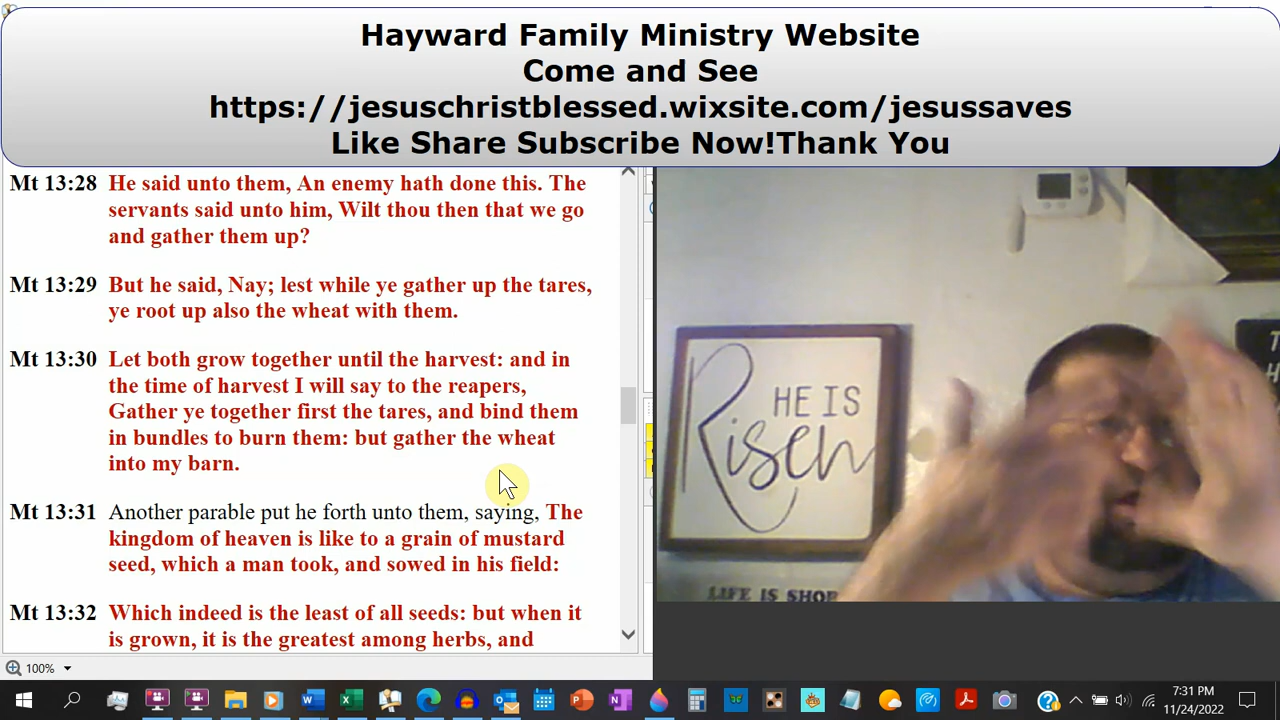 Hayward Family Ministry Website
Come and See
https://jesuschristblessed.wixsite.com/jesussaves
Like Share Subscribe Now!Thank You
Mt 13:28 He said unto them, An enemy hath done this. The
servants said unto him, Wilt thou then that we go
and gather them up?
Mt 13:29 But he said, Nay; lest while ye gather up the tares,
ye root up also the wheat with them.
Mt 13:30 Let both grow together until the harvest: and in
the time of harvest I will say to the reapers,
Gather ye together first the tares, and bind them
in bundles to burn them: but gather the wheat
into my barn.
Mt 13:31 Another parable put he forth unto them, saying, The
kingdom of heaven is like to a grain of mustard
seed, which a man took, and sowed in his field:
Mt 13:32 Which indeed is the least of all seeds: but when it
is grown, it is the greatest among herbs, and
HE IS
Risen
LIFE IS
100%
7:31 PM
11/24/2022